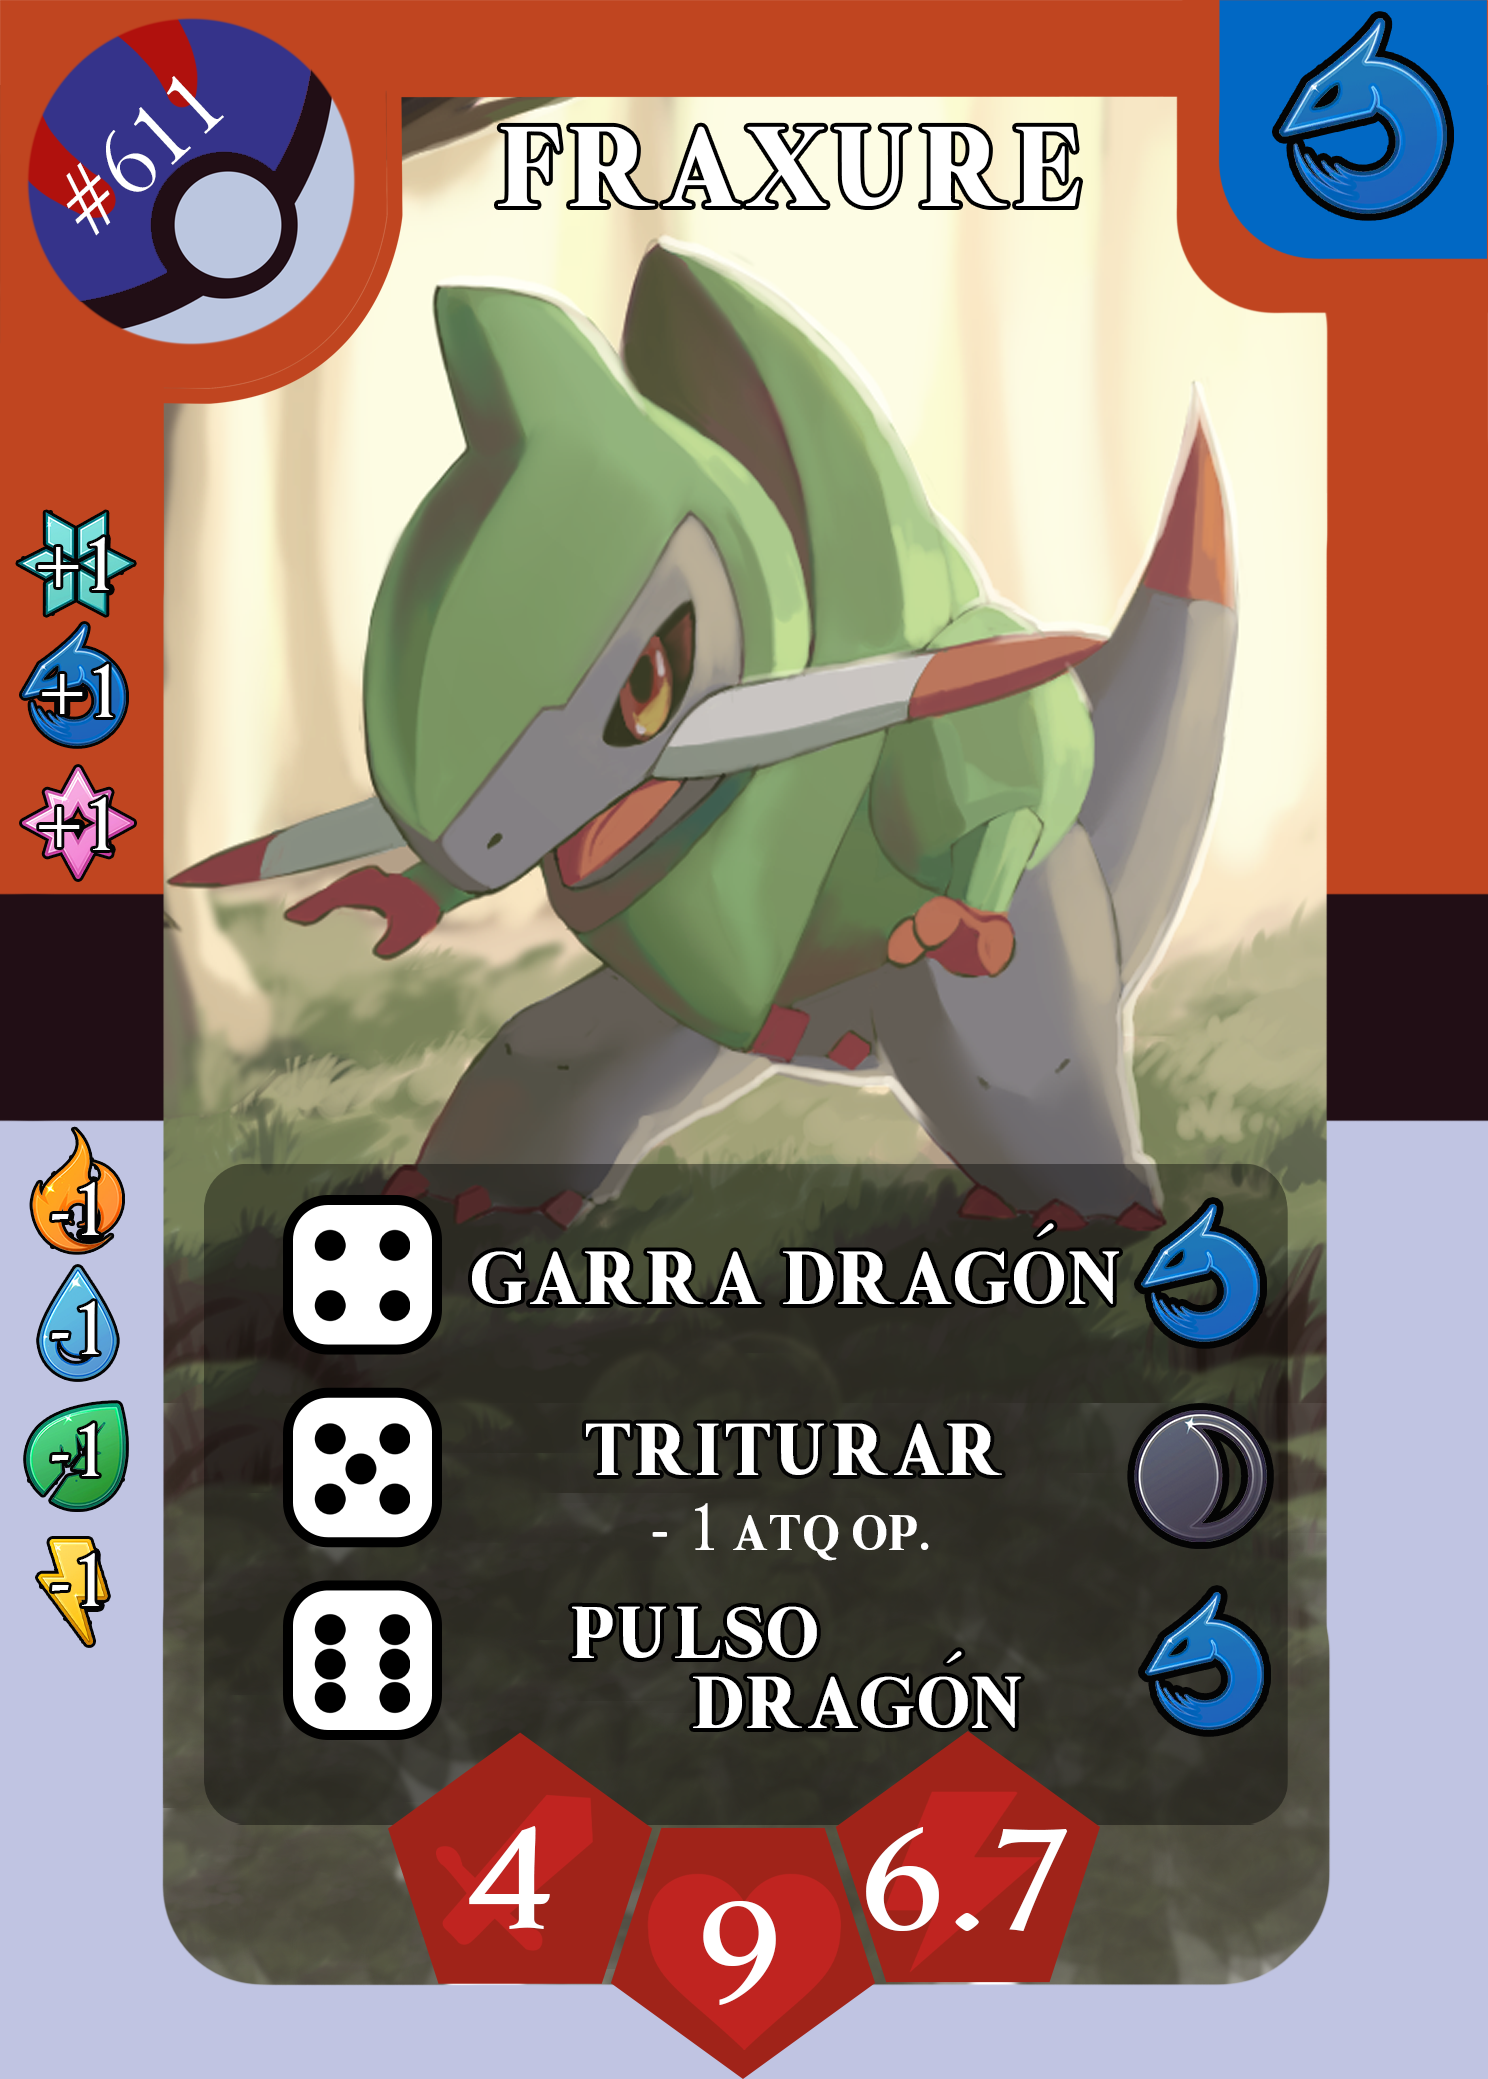 #611
FRAXURE
+1
+1
+1
-1
-1
-1
-1
GARRA DRAGÓN
TRITURAR
- 1 ATQ OP.
PULSO
DRAGÓN
4
9
6.7